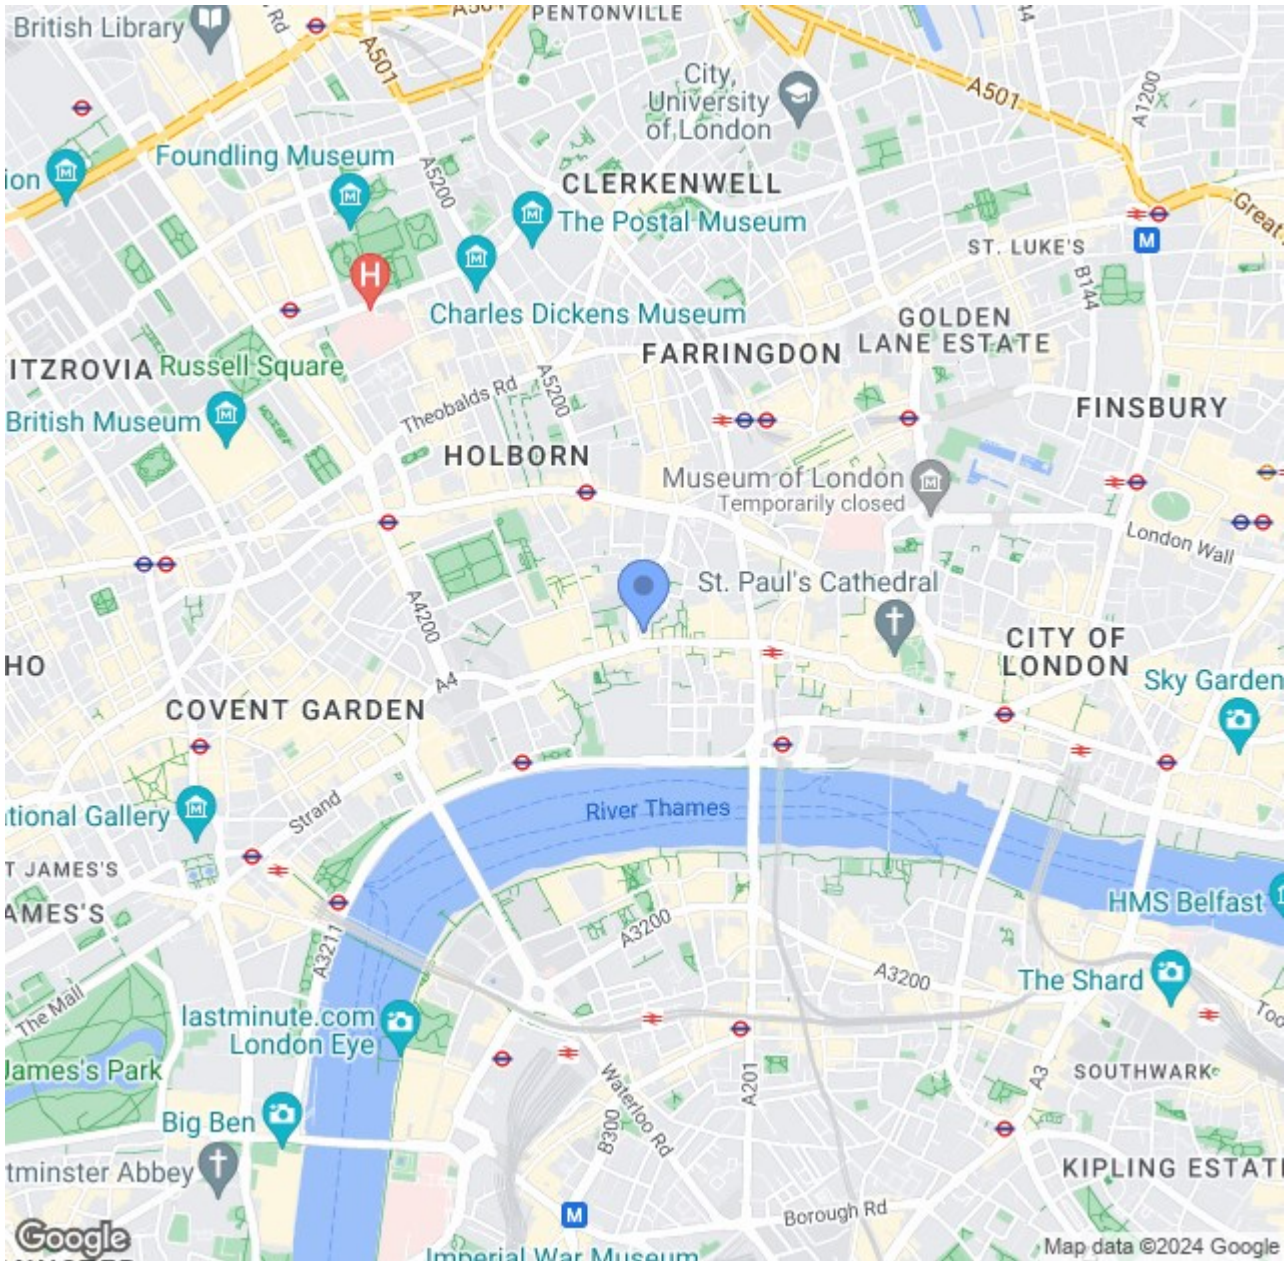 A501
PENTONVILLE
British Library
Rd
A501
City,
University
of London
A501
A1200
Foundling Museum
ion
A5200
CLERKENWELL
The Postal Museum
Great
ST. LUKE'S
M
B144
H
Charles Dickens Museum
GOLDEN
LANE ESTATE
FARRINGDON
ITZROVIA
Russell Square
A5200
Theobalds Rd
British Museum
FINSBURY
HOLBORN
Museum of London
Temporarily closed
London Wall
St. Paul's Cathedral
A4200
CITY OF
LONDON
HO
A4
Sky Garden
COVENT GARDEN
River Thames
tional Gallery
Strand
T JAMES'S
AMES'S
HMS Belfast
A3200
A3211
A3200
The Shard
The Mall
Too
lastminute.com
London Eye
James's Park
SOUTHWARK
A3
A201
Waterloo Rd
Big Ben
B300
tminster Abbey
KIPLING ESTATE
M
Borough Rd
Google
Imperial War Museum
Map data ©2024 Google